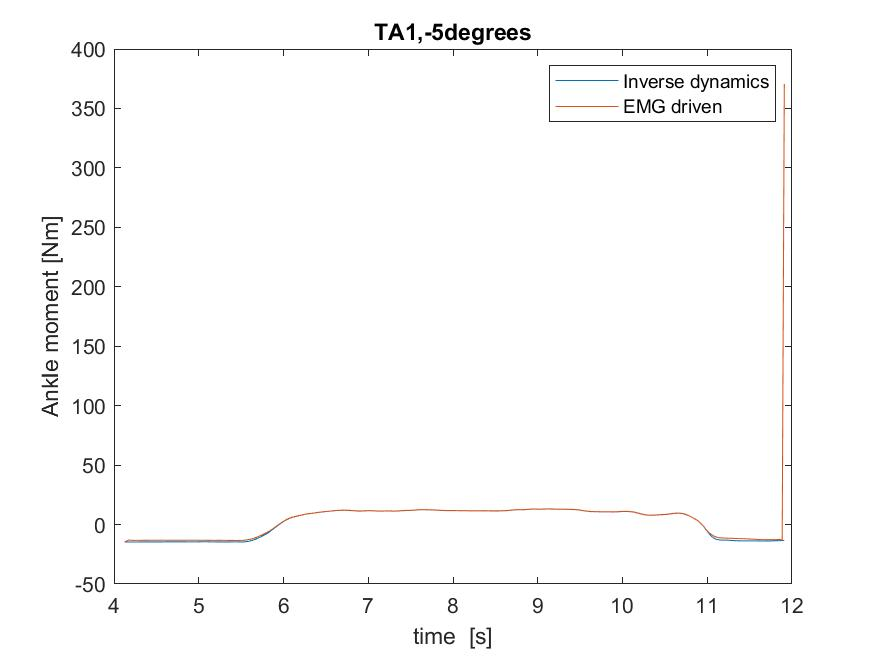 TA1,-5degrees
Inverse dynamics
EMG driven
Ankle moment [Nm]
400
350
300
250
200
150
100
50
0
-50
4 5 6 7 8 9 10 11 12
time [s]